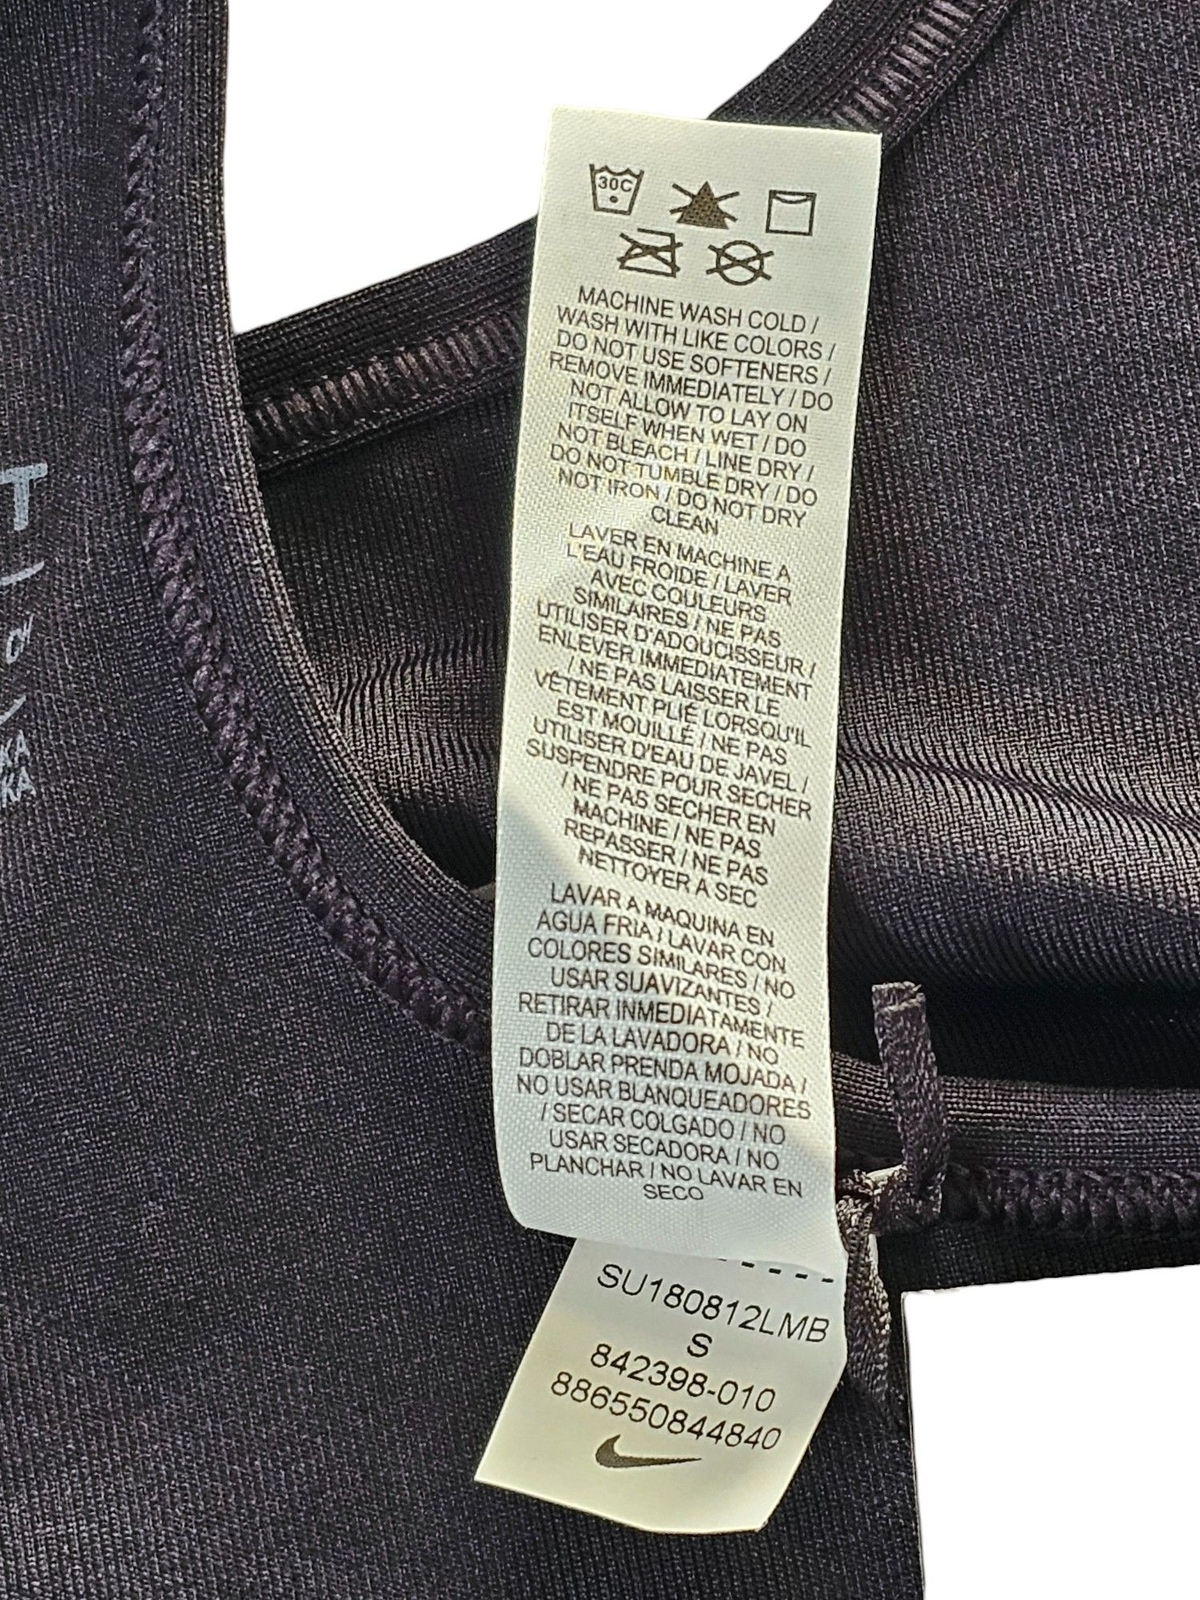 30C
MACHINE WASH COLD /
WASH WITH LIKE COLORS /
DO NOT USE SOFTENERS /
REMOVE IMMEDIATELY / DO
NOT ALLOW TO LAY ON
ITSELF WHEN WET / DO
NOT BLEACH / LINE DRY /
DO NOT TUMBLE DRY / DO
NOT IRON / DO NOT DRY
CLEAN
LAVER EN MACHINE A
L'EAU FROIDE / LAVER
AVEC COULEURS
SIMILAIRES / NE PAS
UTILISER D'ADOUCISSEUR /
ENLEVER IMMEDIATEMENT
/ NE PAS LAISSER LE
VÊTEMENT PLIÉ LORSQU'IL
EST MOUILLÉ / NE PAS
UTILISER D'EAU DE JAVEL /
SUSPENDRE POUR SECHER
/ NE PAS SECHER EN
MACHINE / NE PAS
REPASSER / NE PAS
NETTOYER A SEC
LAVAR A MAQUINA EN
AGUA FRIA / LAVAR CON
COLORES SIMILARES / NO
USAR SUAVIZANTES /
RETIRAR INMEDIATAMENTE
DE LA LAVADORA / NO
DOBLAR PRENDA MOJADA /
NO USAR BLANQUEADORES
/ SECAR COLGADO / NO
USAR SECADORA / NO
PLANCHAR / NO LAVAR EN
SECO
SU180812LMB
S
842398-010
886550844840
T
KA
KA